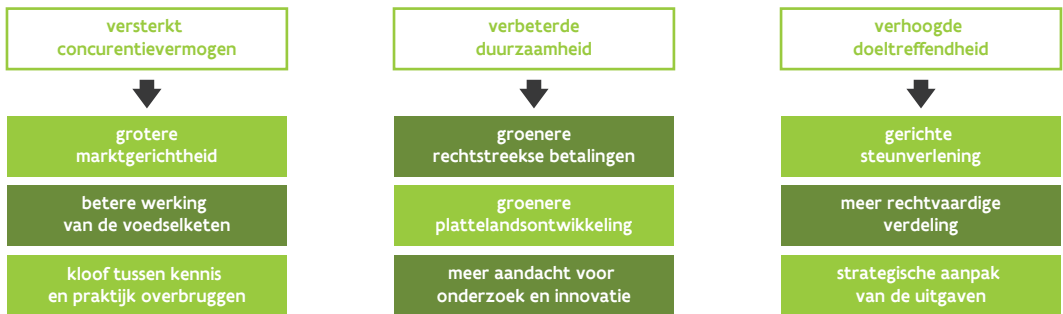 versterkt
concurentievermogen
grotere
marktgerichtheid
betere werking
van de voedselketen
kloof tussen kennis
en praktijk overbruggen
verbeterde
duurzaamheid
groenere
rechtstreekse betalingen
groenere
plattelandsontwikkeling
meer aandacht voor
onderzoek en innovatie
verhoogde
doeltreffendheid
gerichte
steunverlening
meer rechtvaardige
verdeling
strategische aanpak
van de uitgaven